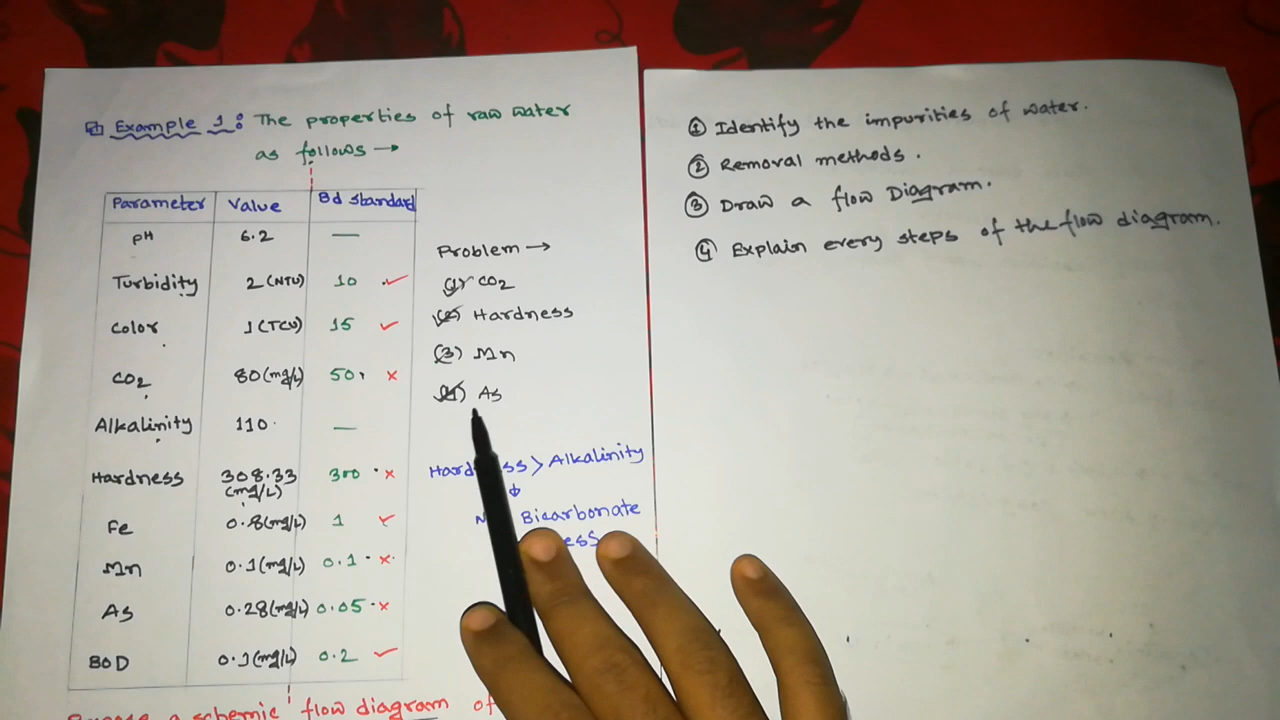 Example 1: The properties of raw water
as follows →
Parameter Value Bd standard
pH 6.2 —
Turbidity 2 (NTU) 10 ✓
Color 1 (TCU) 15 ✓
CO2 80 (mg/L) 50 ×
Alkalinity 110 —
Hardness 308.33 (mg/L) 300 ×
Fe 0.8 (mg/L) 1 ✓
Mn 0.1 (mg/L) 0.1 ×
As 0.28 (mg/L) 0.05 ×
BOD 0.1 (mg/L) 0.2 ✓
flow diagram of
Problem →
(1) CO2
(2) Hardness
(3) Mn
(4) As
> Alkalinity
Bicarbonate
① Identify the impurities of water.
② Removal methods.
③ Draw a flow Diagram.
④ Explain every steps of the flow diagram.